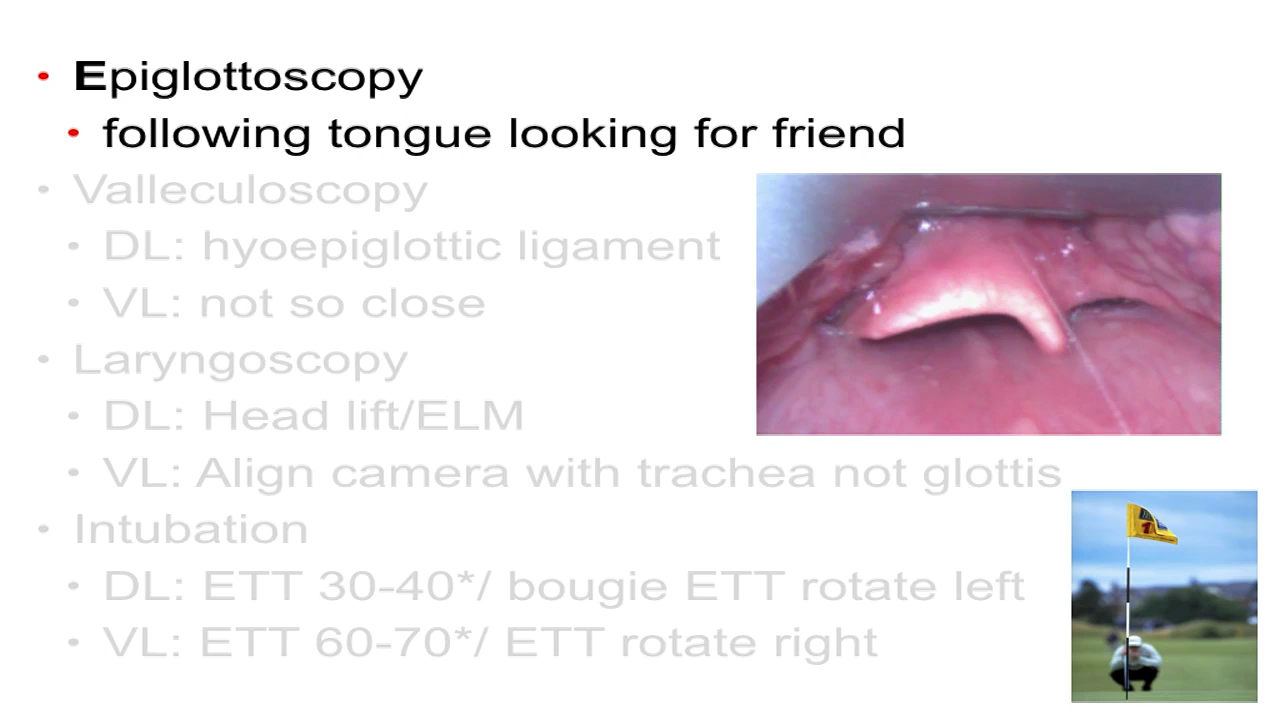 • Epiglottoscopy
• following tongue looking for friend
• Valleculoscopy
• DL: hyoepiglottic ligament
• VL: not so close
• Laryngoscopy
• DL: Head lift/ELM
• VL: Align camera with trachea not glottis
• Intubation
• DL: ETT 30-40*/ bougie ETT rotate left
• VL: ETT 60-70*/ ETT rotate right